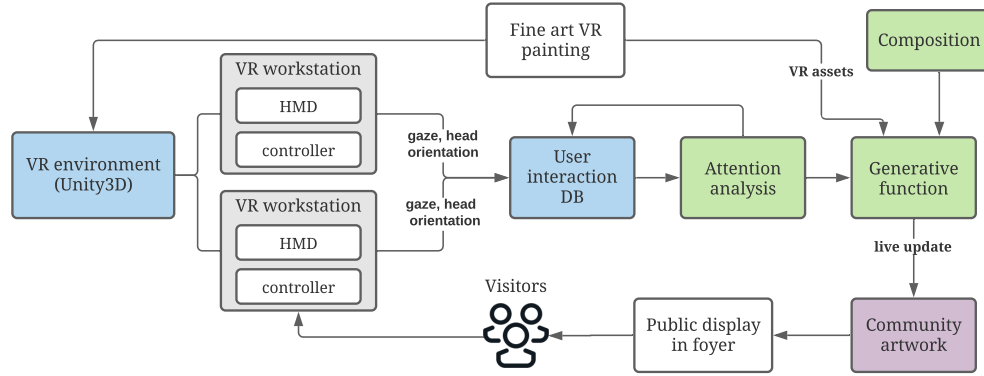 Fine art VR
painting
Composition
VR assets
VR workstation
HMD
controller
gaze, head
orientation
VR environment
(Unity3D)
User
interaction
DB
Attention
analysis
Generative
function
VR workstation
HMD
controller
gaze, head
orientation
live update
Visitors
Public display
in foyer
Community
artwork